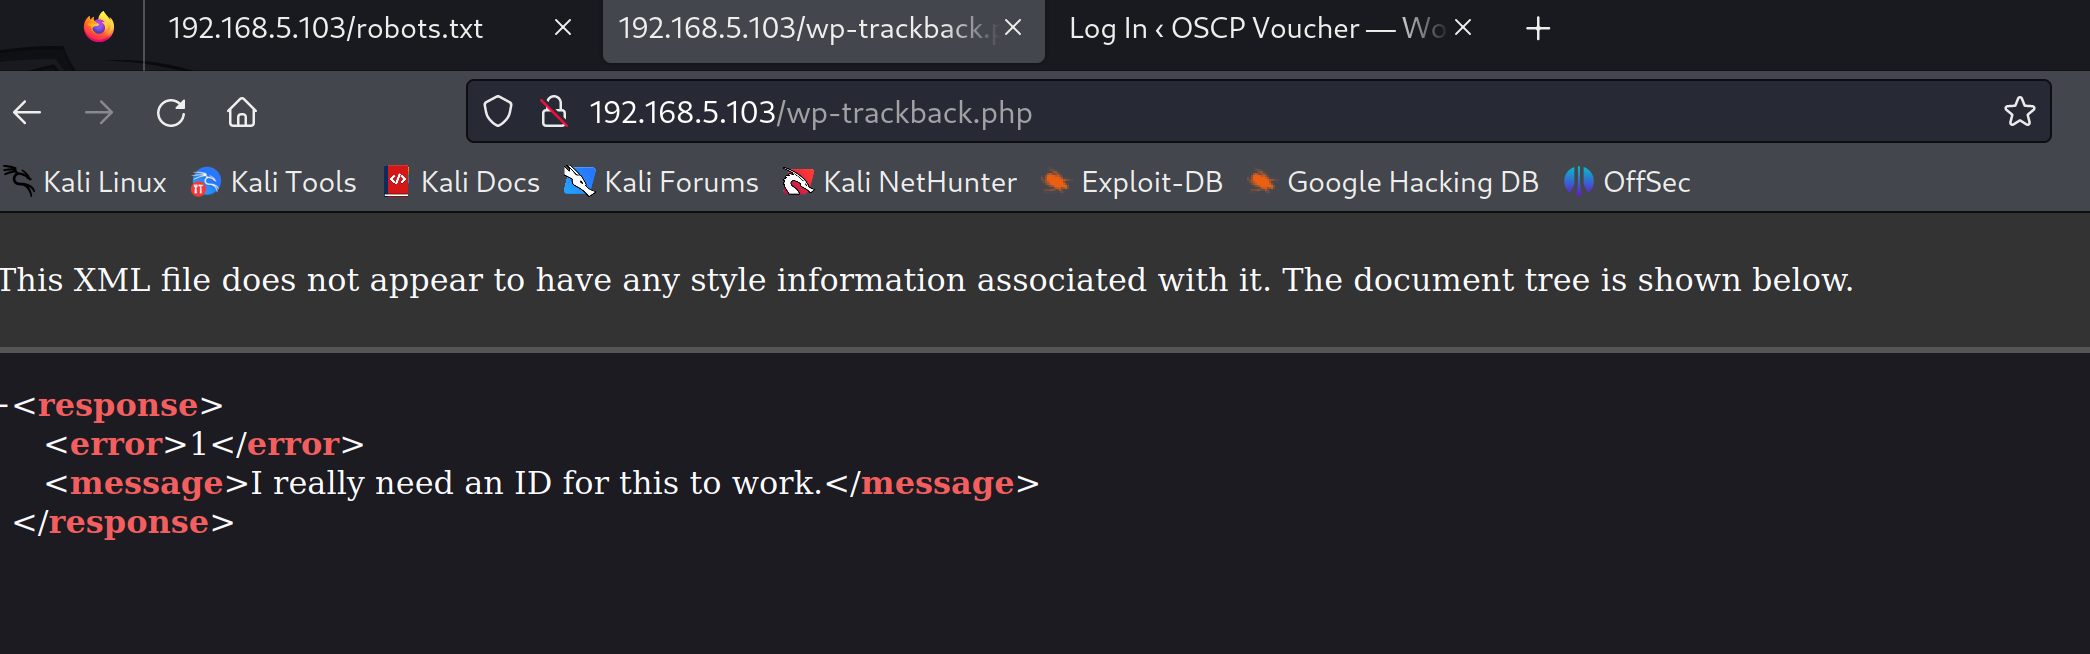 192.168.5.103/robots.txt
192.168.5.103/wp-trackback.p
Log In ‹ OSCP Voucher — Wo
192.168.5.103/wp-trackback.php
Kali Linux Kali Tools Kali Docs Kali Forums Kali NetHunter Exploit-DB Google Hacking DB OffSec
This XML file does not appear to have any style information associated with it. The document tree is shown below.
-<response>
<error>1</error>
<message>I really need an ID for this to work.</message>
</response>